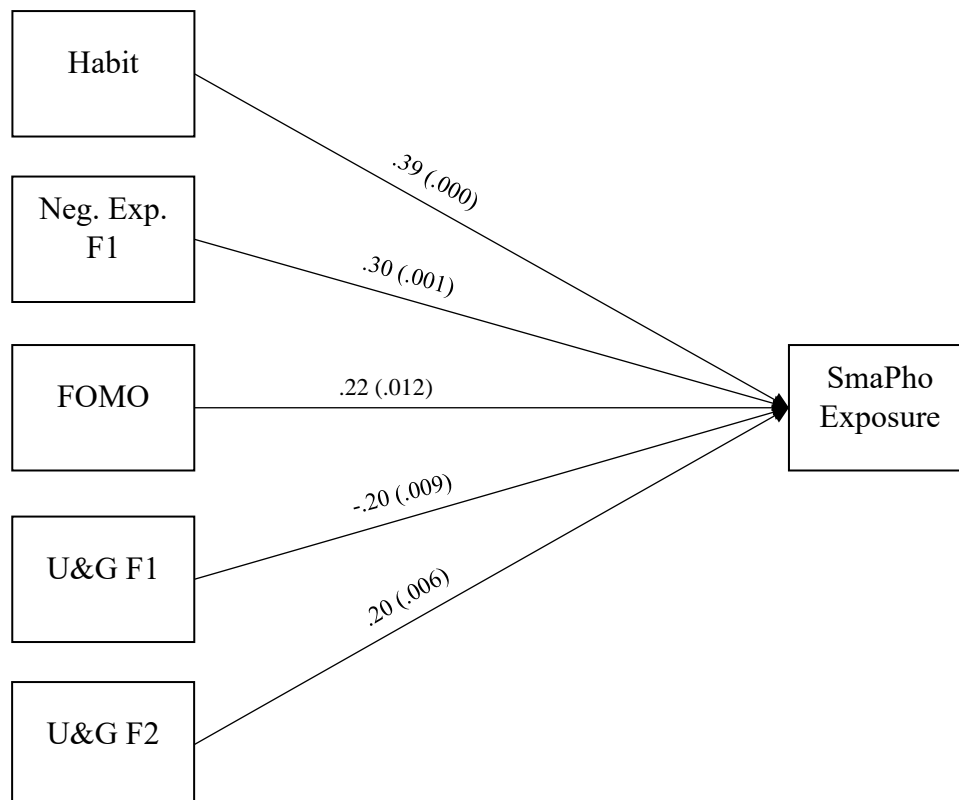 Habit
.39 (.000)
Neg. Exp.
F1
.30 (.001)
FOMO
.22 (.012)
SmaPho
Exposure
U&G F1
-.20 (.009)
U&G F2
.20 (.006)